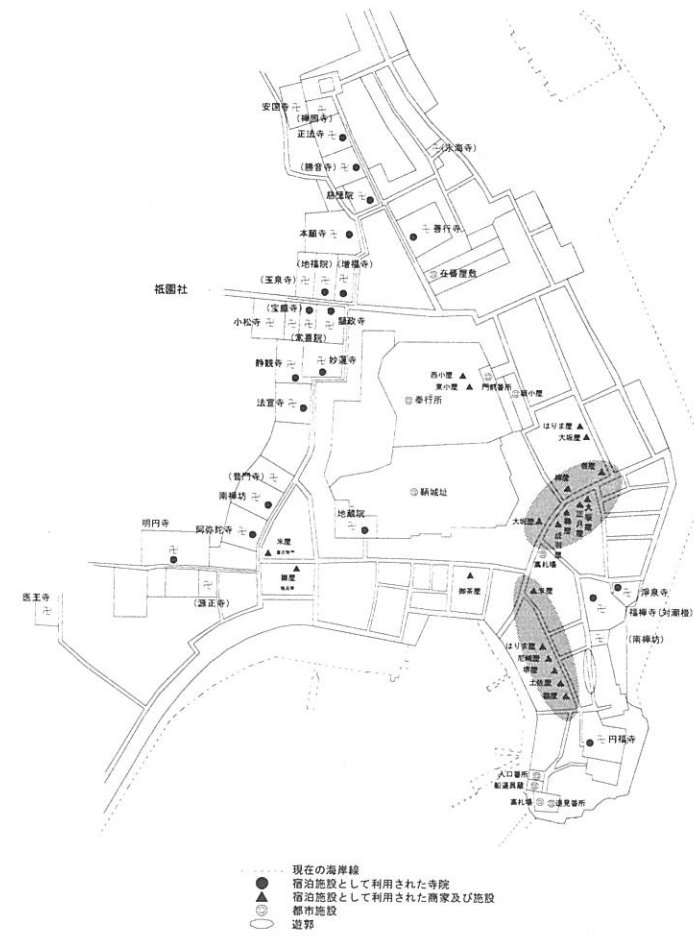 安国寺
(禅図寺)
正法寺
(勝音寺)
(永海寺)
慈徳院
本願寺
善行寺
(地福院)
(増福寺)
(玉泉寺)
在番屋敷
祇園社
(宝厳寺)
小松寺
顕政寺
(常喜院)
静観寺
妙蓮寺
西小屋
門前番所
東小屋
奉行所
法宣寺
はりま屋
大坂屋
(普門寺)
南禅坊
鞆城址
地蔵院
大坂屋
明円寺
阿弥陀寺
高札場
医王寺
(源正寺)
御茶屋
浄泉寺
福禅寺(対潮楼)
(南禅坊)
はりま屋
尼崎屋
堺屋
土佐屋
円福寺
入口番所
船道具蔵
高札場
遠見番所
現在の海岸線
宿泊施設として利用された寺院
宿泊施設として利用された商家及び施設
都市施設
遊郭